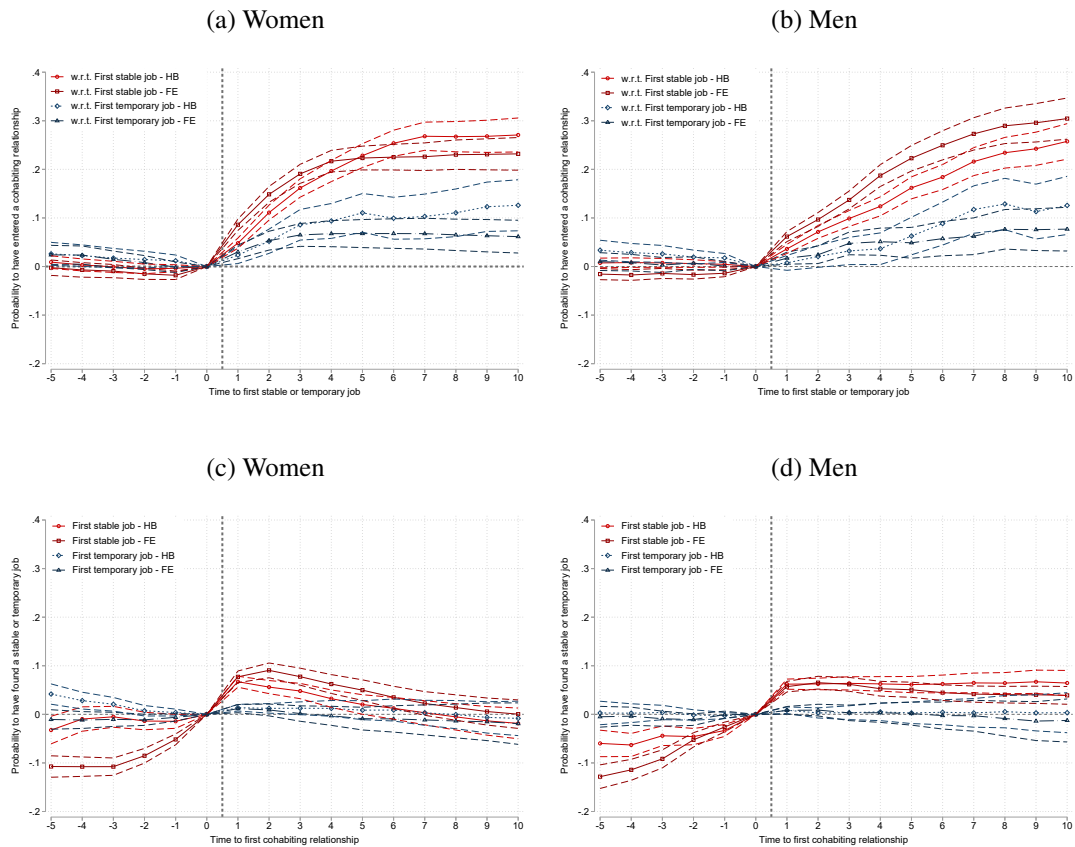 (a) Women
Probability to have entered a cohabiting relationship
.4
.3
.2
.1
0
-.1
-.2
w.r.t. First stable job - HB
w.r.t. First stable job - FE
w.r.t. First temporary job - HB
w.r.t. First temporary job - FE
-5 -4 -3 -2 -1 0 1 2 3 4 5 6 7 8 9 10
Time to first stable or temporary job
(b) Men
Probability to have entered a cohabiting relationship
.4
.3
.2
.1
0
-.1
-.2
w.r.t. First stable job - HB
w.r.t. First stable job - FE
w.r.t. First temporary job - HB
w.r.t. First temporary job - FE
-5 -4 -3 -2 -1 0 1 2 3 4 5 6 7 8 9 10
Time to first stable or temporary job
(c) Women
Probability to have found a stable or temporary job
.4
.3
.2
.1
0
-.1
-.2
First stable job - HB
First stable job - FE
First temporary job - HB
First temporary job - FE
-5 -4 -3 -2 -1 0 1 2 3 4 5 6 7 8 9 10
Time to first cohabiting relationship
(d) Men
Probability to have found a stable or temporary job
.4
.3
.2
.1
0
-.1
-.2
First stable job - HB
First stable job - FE
First temporary job - HB
First temporary job - FE
-5 -4 -3 -2 -1 0 1 2 3 4 5 6 7 8 9 10
Time to first cohabiting relationship